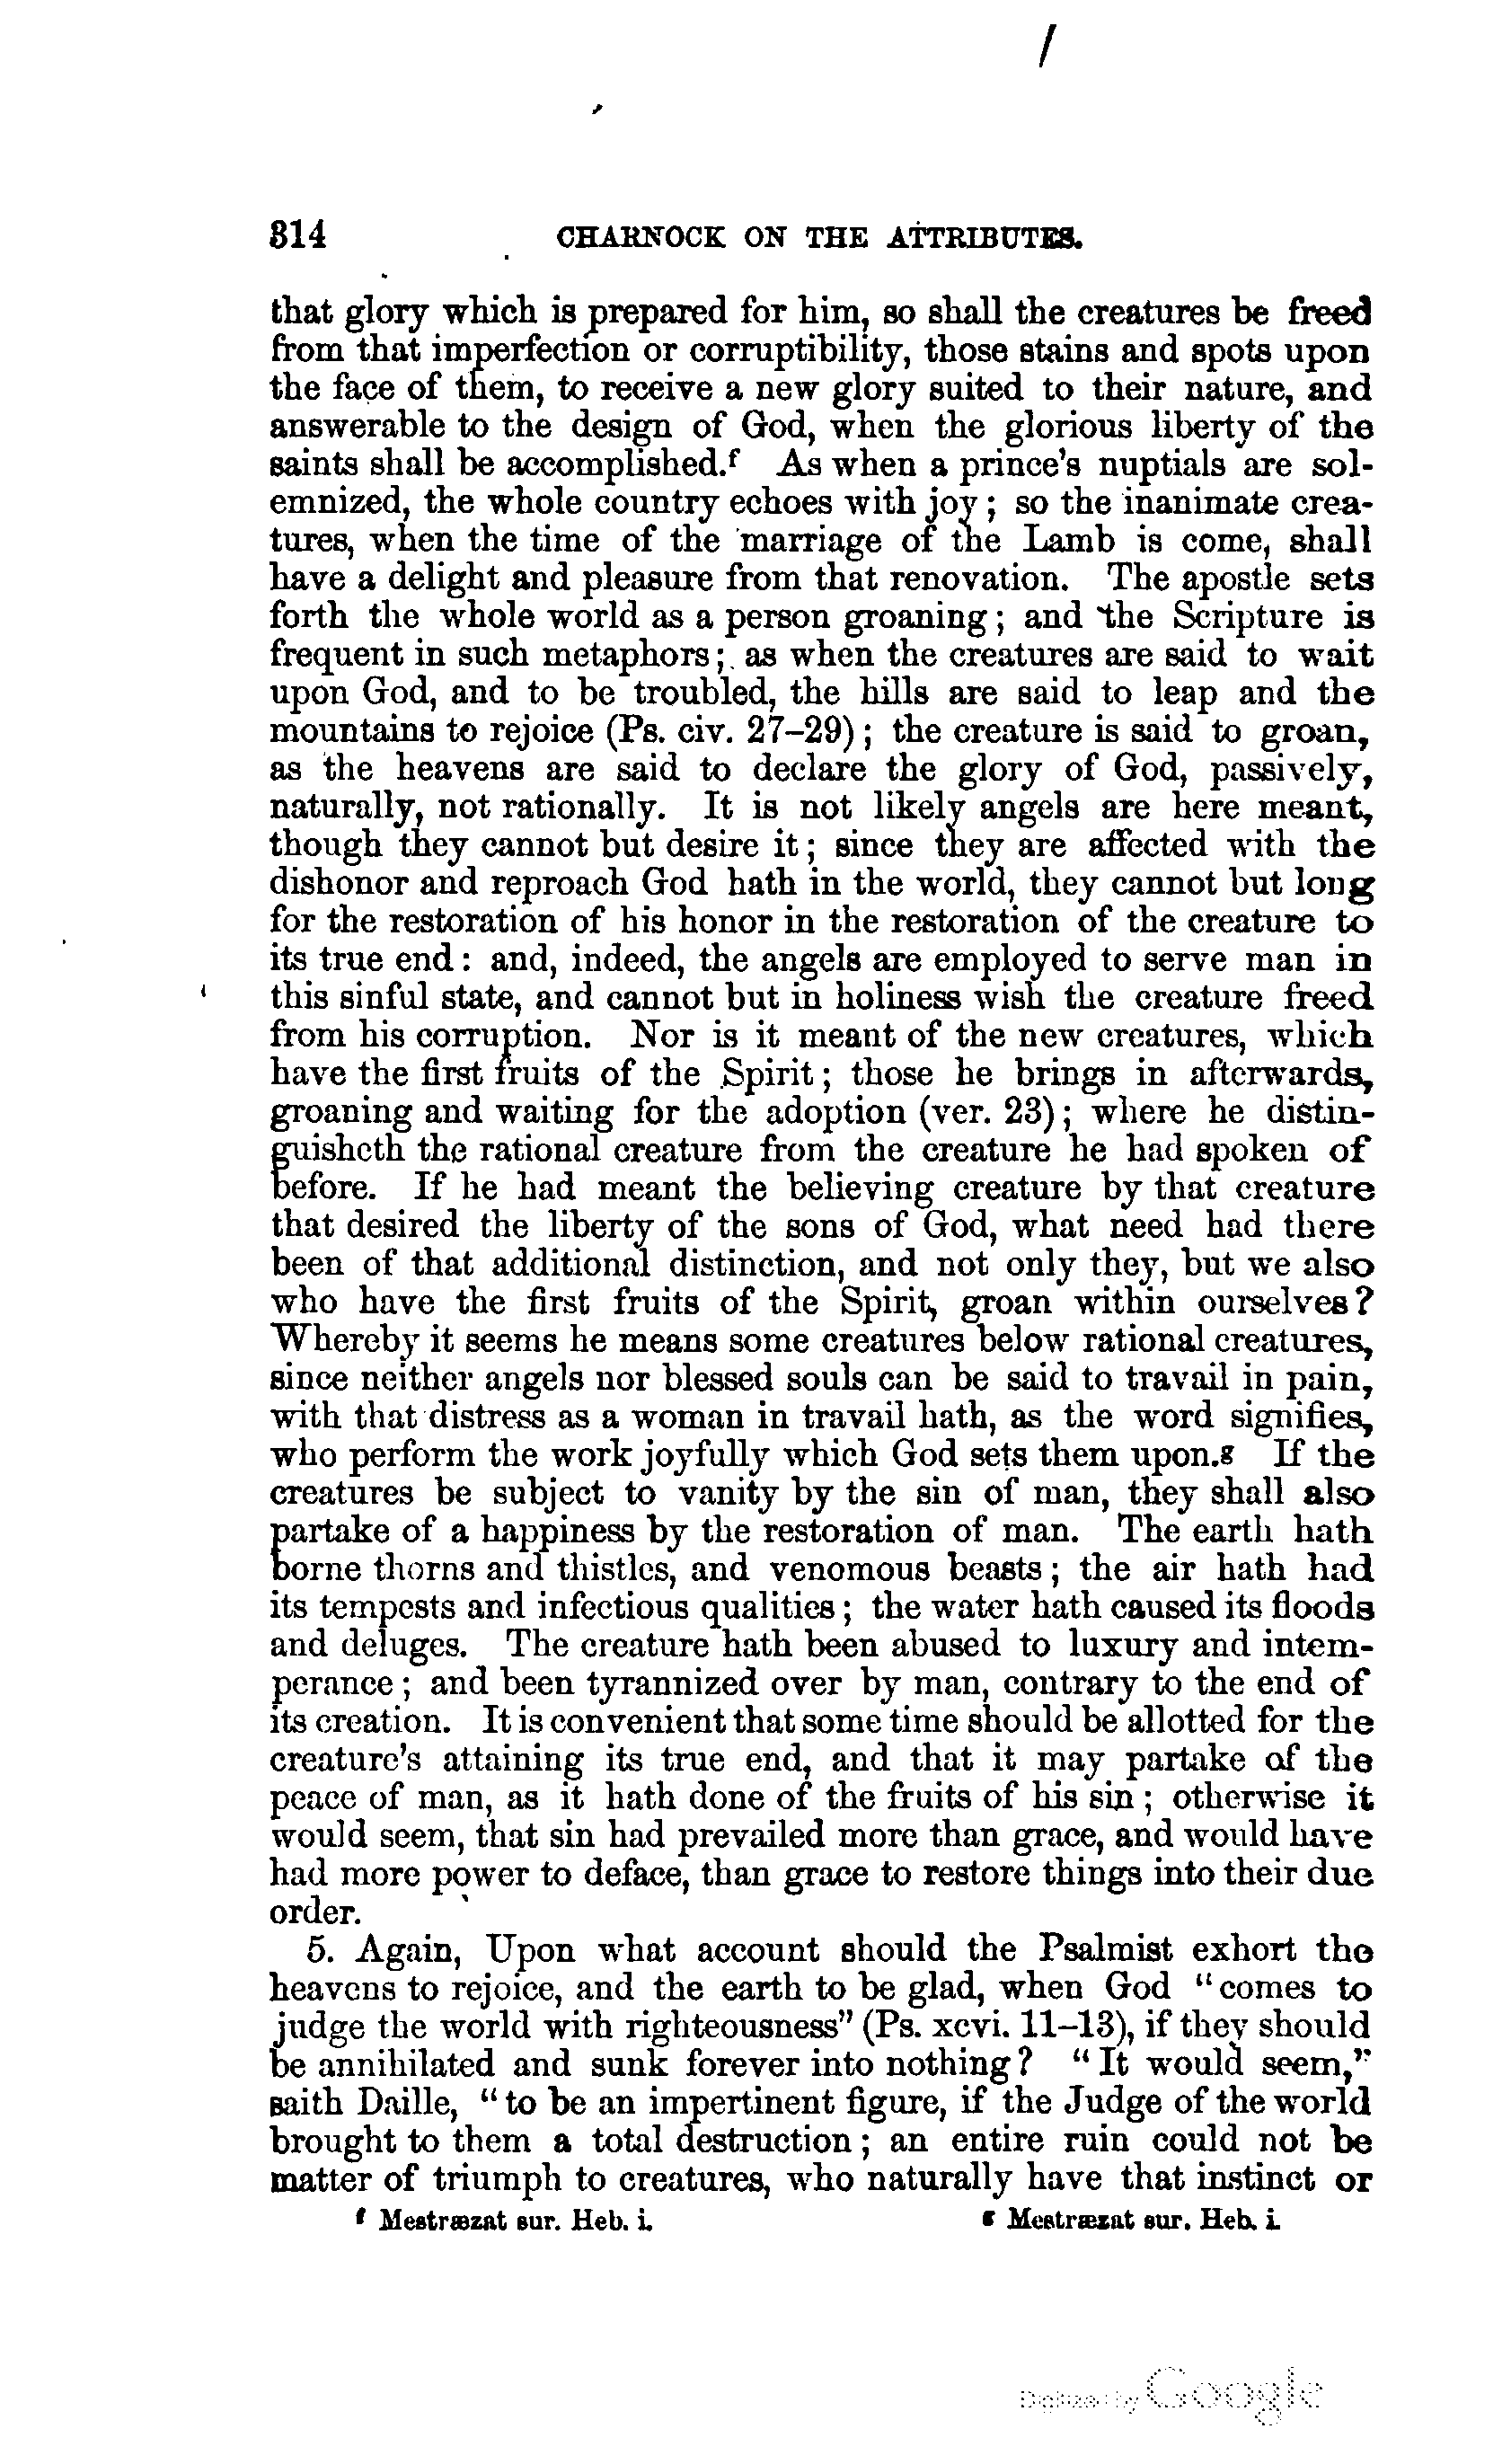 314 CHARNOCK ON THE ATTRIBUTES.
that glory which is prepared for him, so shall the creatures be freed
from that imperfection or corruptibility, those stains and spots upon
the face of them, to receive a new glory suited to their nature, and
answerable to the design of God, when the glorious liberty of the
saints shall be accomplished.f As when a prince's nuptials are sol-
emnized, the whole country echoes with joy; so the inanimate crea-
tures, when the time of the marriage of the Lamb is come, shall
have a delight and pleasure from that renovation. The apostle sets
forth the whole world as a person groaning; and the Scripture is
frequent in such metaphors; as when the creatures are said to wait
upon God, and to be troubled, the hills are said to leap and the
mountains to rejoice (Ps. civ. 27–29); the creature is said to groan,
as the heavens are said to declare the glory of God, passively,
naturally, not rationally. It is not likely angels are here meant,
though they cannot but desire it; since they are affected with the
dishonor and reproach God hath in the world, they cannot but long
for the restoration of his honor in the restoration of the creature to
its true end: and, indeed, the angels are employed to serve man in
this sinful state, and cannot but in holiness wish the creature freed
from his corruption. Nor is it meant of the new creatures, which
have the first fruits of the Spirit; those he brings in afterwards,
groaning and waiting for the adoption (ver. 23); where he distin-
guisheth the rational creature from the creature he had spoken of
before. If he had meant the believing creature by that creature
that desired the liberty of the sons of God, what need had there
been of that additional distinction, and not only they, but we also
who have the first fruits of the Spirit, groan within ourselves?
Whereby it seems he means some creatures below rational creatures,
since neither angels nor blessed souls can be said to travail in pain,
with that distress as a woman in travail hath, as the word signifies,
who perform the work joyfully which God sets them upon.g If the
creatures be subject to vanity by the sin of man, they shall also
partake of a happiness by the restoration of man. The earth hath
borne thorns and thistles, and venomous beasts; the air hath had
its tempests and infectious qualities; the water hath caused its floods
and deluges. The creature hath been abused to luxury and intem-
perance; and been tyrannized over by man, contrary to the end of
its creation. It is convenient that some time should be allotted for the
creature's attaining its true end, and that it may partake of the
peace of man, as it hath done of the fruits of his sin; otherwise it
would seem, that sin had prevailed more than grace, and would have
had more power to deface, than grace to restore things into their due
order.
5. Again, Upon what account should the Psalmist exhort the
heavens to rejoice, and the earth to be glad, when God "comes to
judge the world with righteousness" (Ps. xcvi. 11–13), if they should
be annihilated and sunk forever into nothing? "It would seem,"
saith Daille, "to be an impertinent figure, if the Judge of the world
brought to them a total destruction; an entire ruin could not be
matter of triumph to creatures, who naturally have that instinct or
f Mestræzat sur. Heb. i. g Mestræzat sur. Heb. i.
Digitized by Google